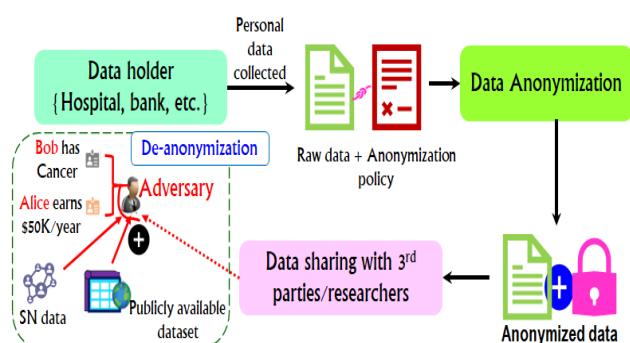 Data holder
{Hospital, bank, etc.}
Personal
data
collected
Raw data + Anonymization
policy
Data Anonymization
De-anonymization
Bob has
Cancer
Adversary
Alice earns
$50K/year
SN data
Publicly available
dataset
Data sharing with 3rd
parties/researchers
Anonymized data